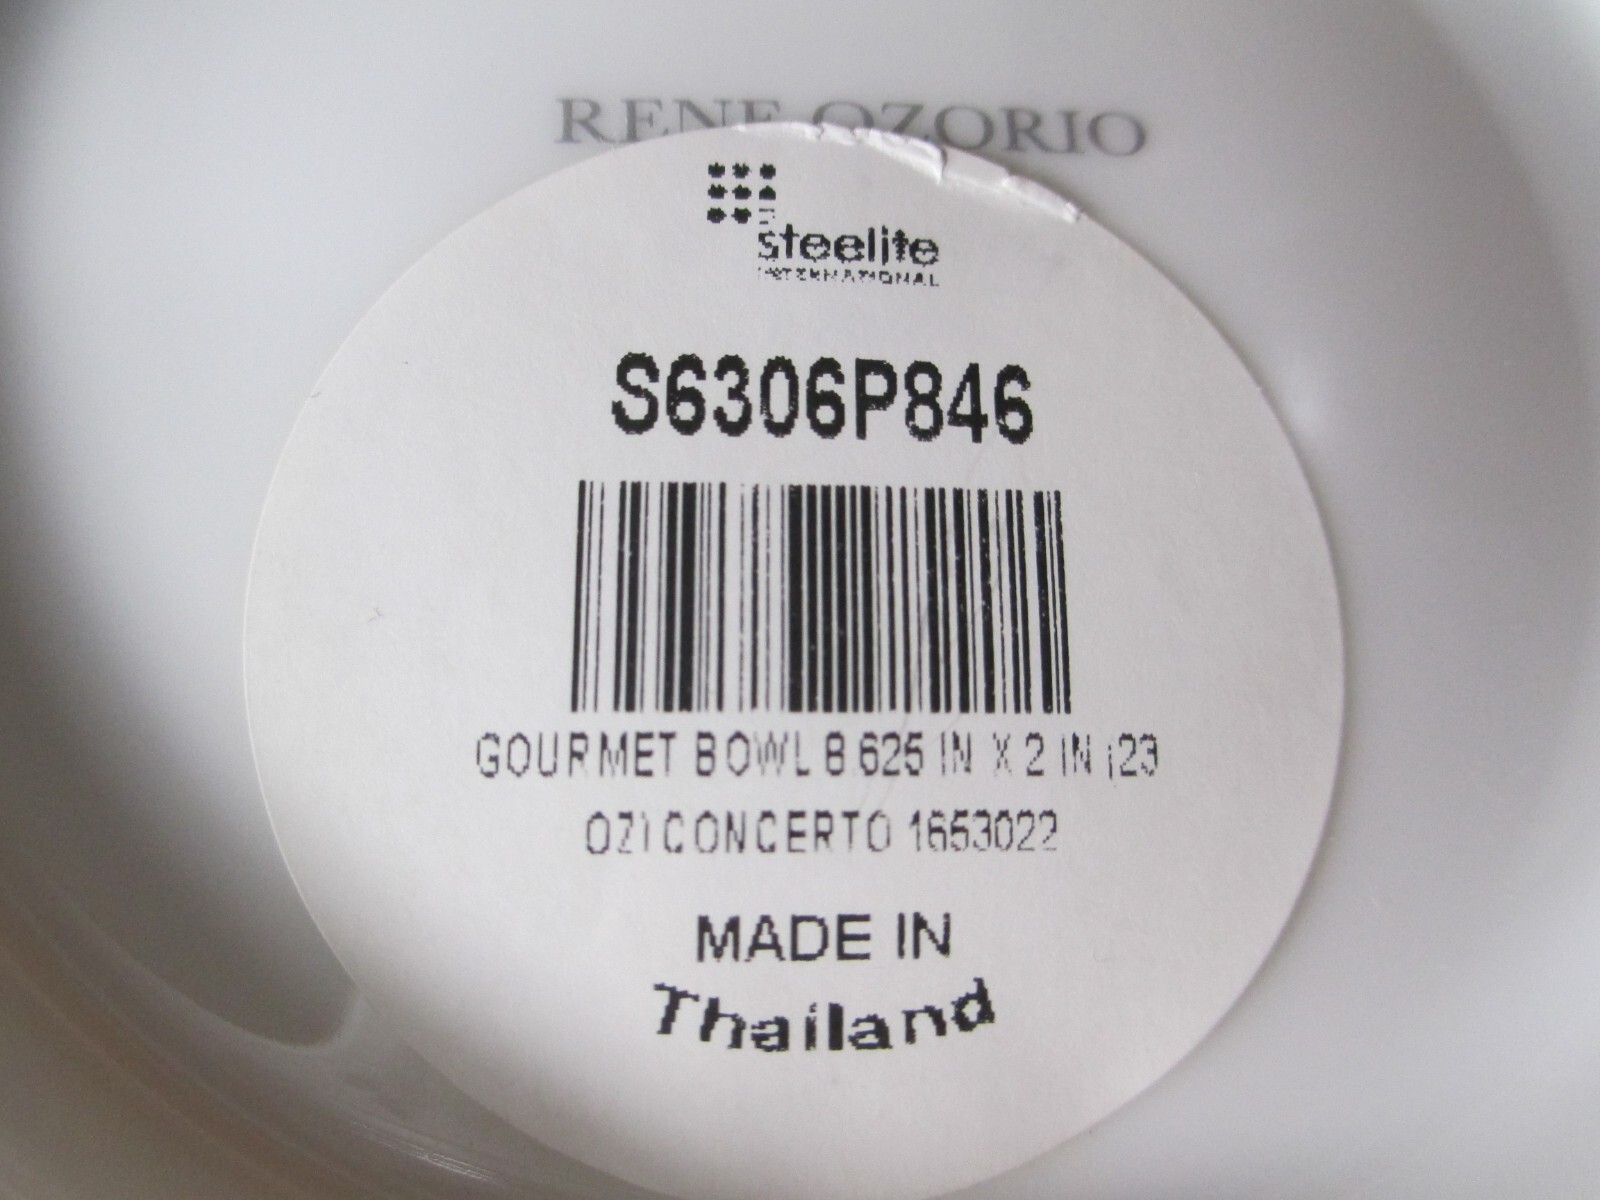 RENE OZORIO
steelite
INTERNATIONAL
S6306P846
GOURMET BOWL 8.625 IN X 2 IN (23
OZ) CONCERTO 1653022
MADE IN
Thailand